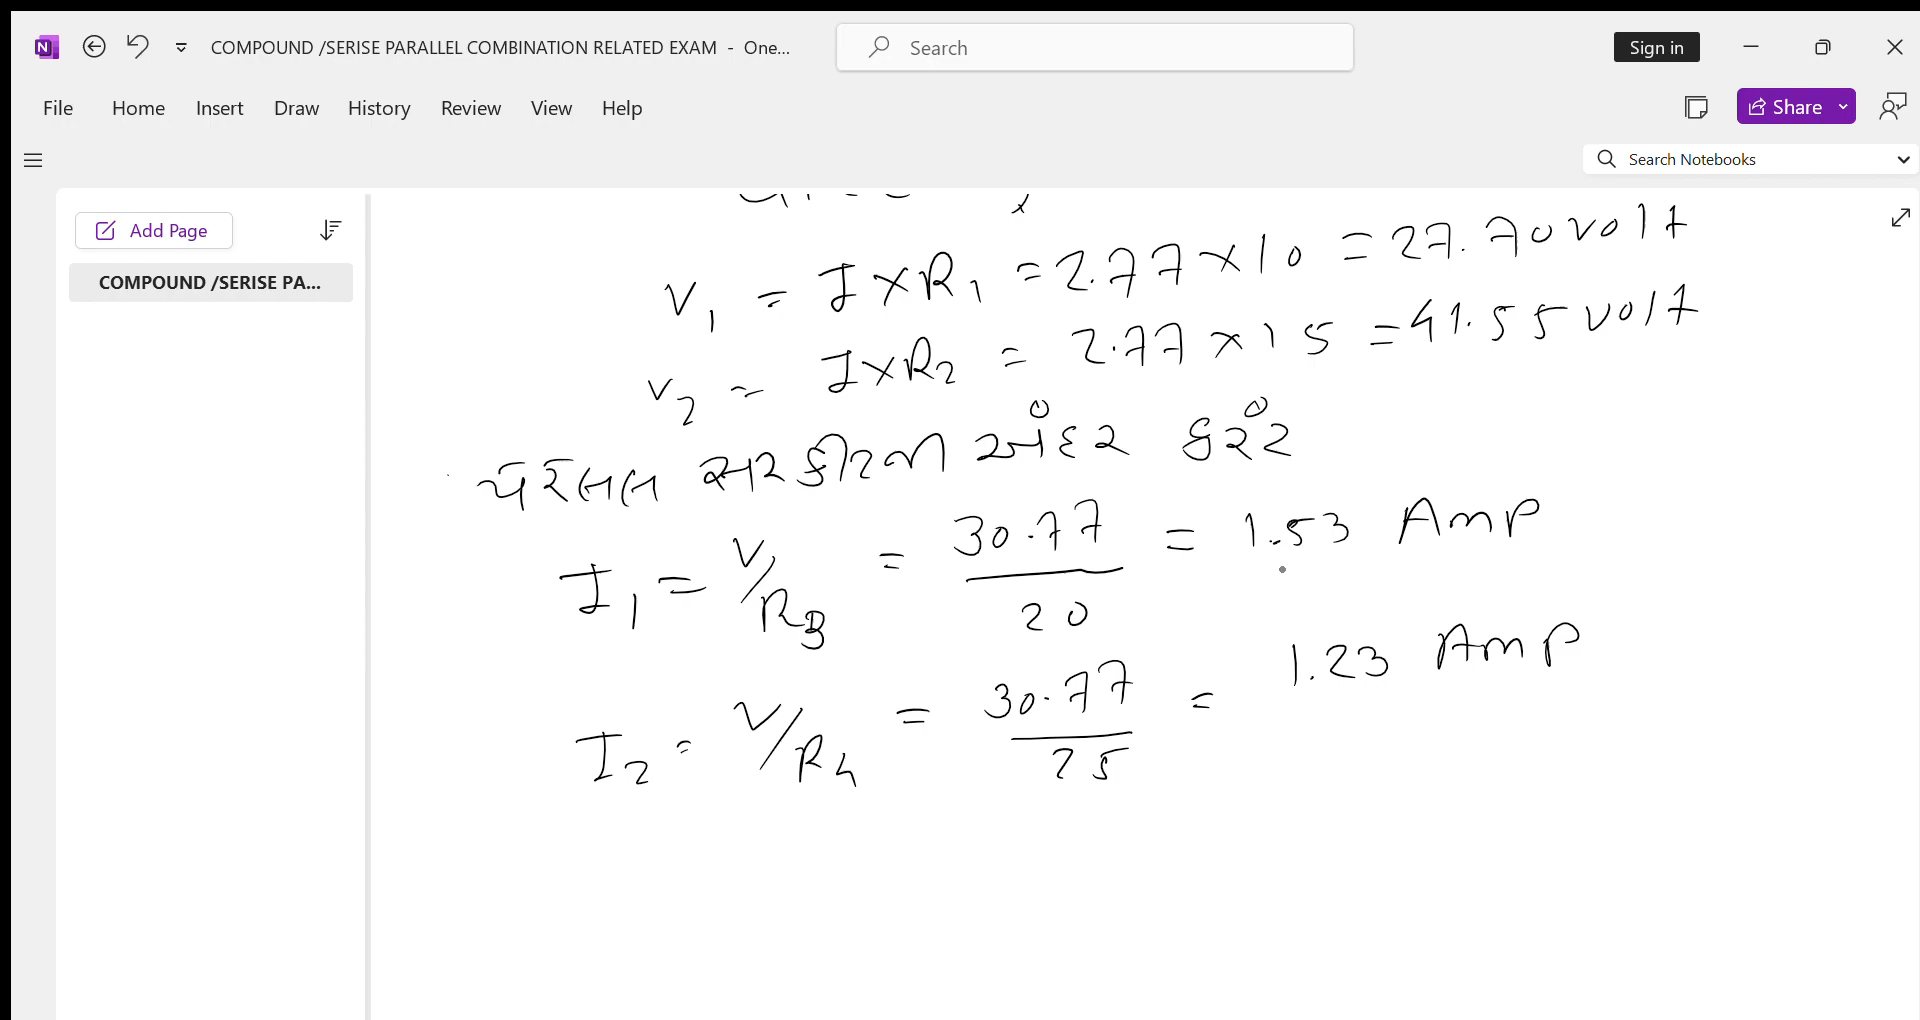 COMPOUND /SERISE PARALLEL COMBINATION RELATED EXAM - One...
Search
Sign in
File Home Insert Draw History Review View Help
Share
Search Notebooks
Add Page
COMPOUND /SERISE PA...
V₁ = I×R₁ = 2.77×10 = 27.70 volt
V₂ = I×R₂ = 2.77×15 = 41.55 volt
I₁ = V/R₃ = 30.77/20 = 1.53 Amp
I₂ = V/R₄ = 30.77/25 = 1.23 Amp